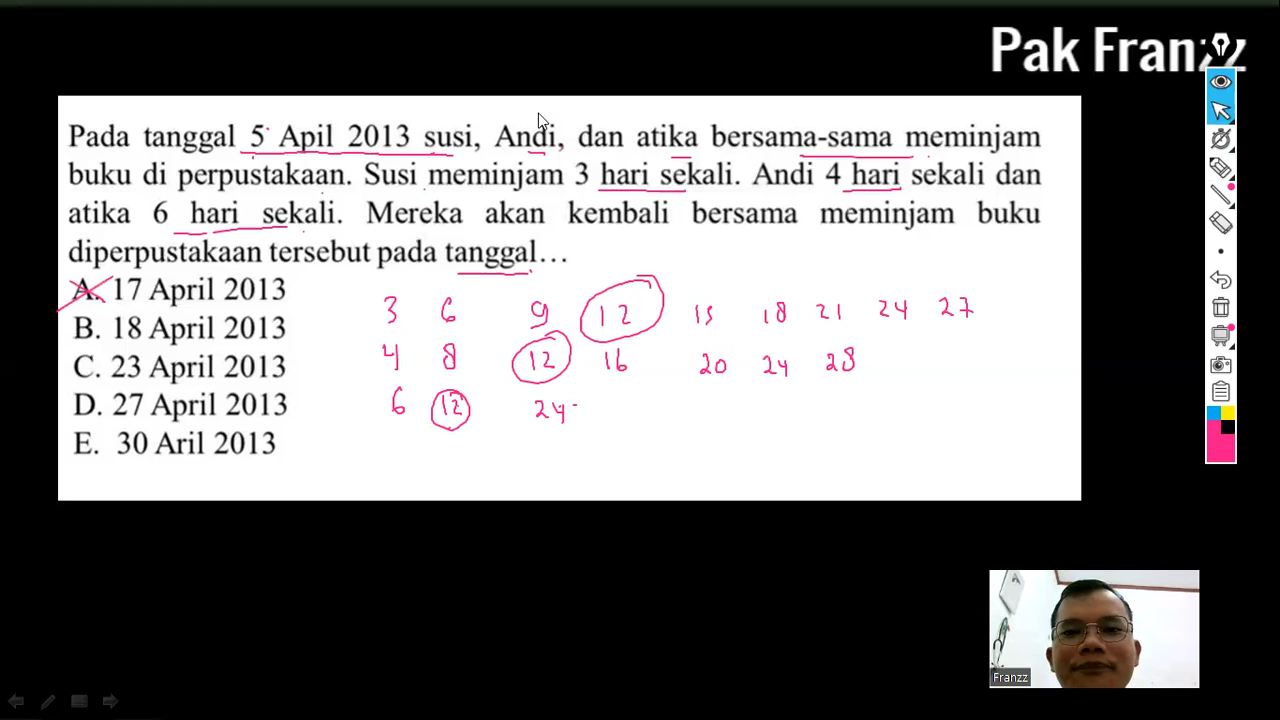 Pak Franzz
Pada tanggal 5 Apil 2013 susi, Andi, dan atika bersama-sama meminjam
buku di perpustakaan. Susi meminjam 3 hari sekali. Andi 4 hari sekali dan
atika 6 hari sekali. Mereka akan kembali bersama meminjam buku
diperpustakaan tersebut pada tanggal…
A. 17 April 2013
B. 18 April 2013
C. 23 April 2013
D. 27 April 2013
E. 30 Aril 2013
3 6 9 12 15 18 21 24 27
4 8 12 16 20 24 28
6 12 24
Franzz